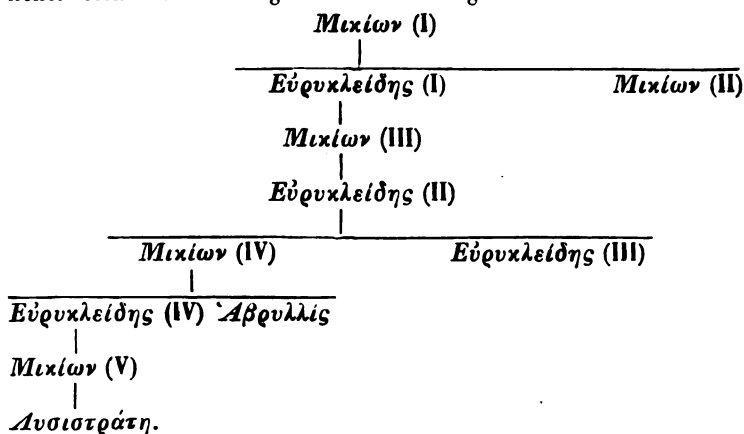 Μικίων (I)
Εὐρυκλείδης (I) Μικίων (II)
Μικίων (III)
Εὐρυκλείδης (II)
Μικίων (IV) Εὐρυκλείδης (III)
Εὐρυκλείδης (IV) Ἁβρυλλίς
Μικίων (V)
Λυσιστράτη.